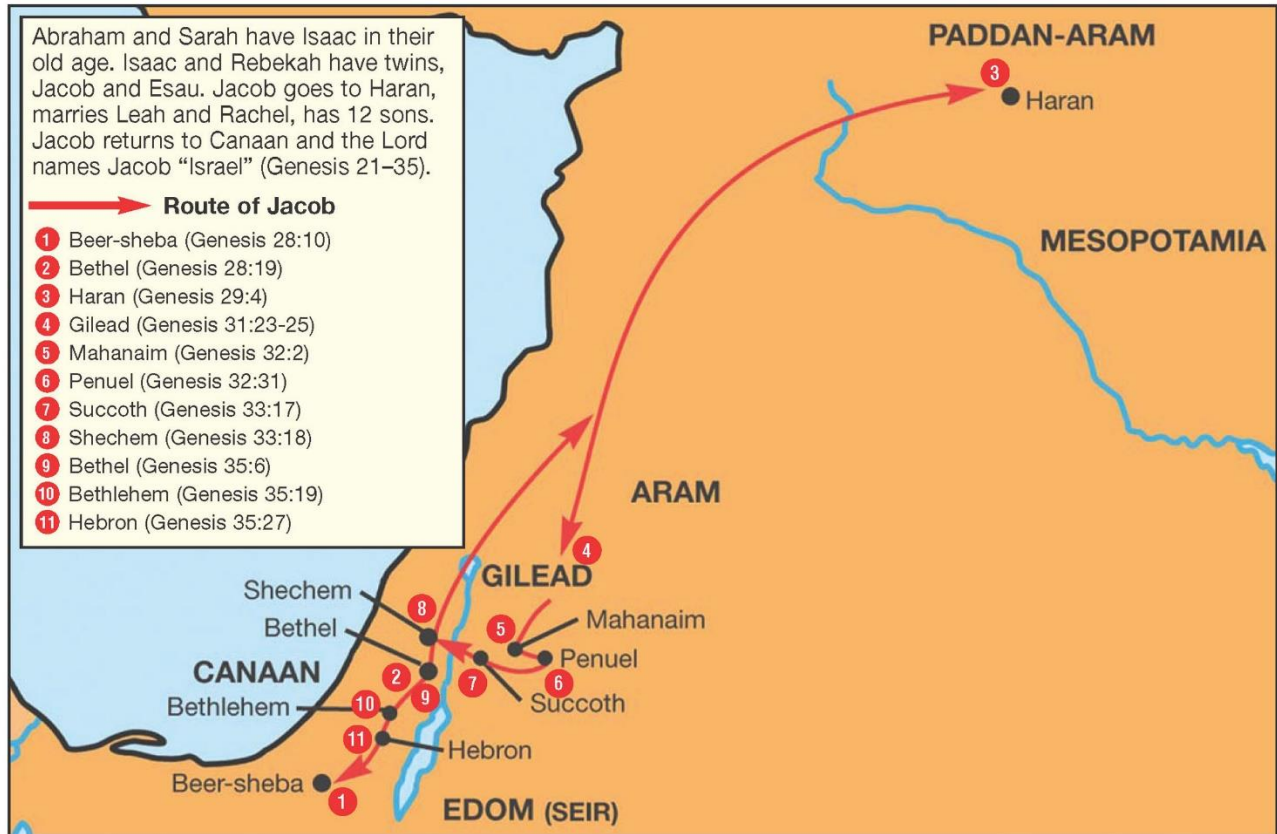 Abraham and Sarah have Isaac in their
old age. Isaac and Rebekah have twins,
Jacob and Esau. Jacob goes to Haran,
marries Leah and Rachel, has 12 sons.
Jacob returns to Canaan and the Lord
names Jacob “Israel” (Genesis 21–35).
Route of Jacob
1 Beer-sheba (Genesis 28:10)
2 Bethel (Genesis 28:19)
3 Haran (Genesis 29:4)
4 Gilead (Genesis 31:23-25)
5 Mahanaim (Genesis 32:2)
6 Penuel (Genesis 32:31)
7 Succoth (Genesis 33:17)
8 Shechem (Genesis 33:18)
9 Bethel (Genesis 35:6)
10 Bethlehem (Genesis 35:19)
11 Hebron (Genesis 35:27)
PADDAN-ARAM
3
Haran
MESOPOTAMIA
ARAM
4
GILEAD
Shechem
8
Mahanaim
5
Bethel
Penuel
CANAAN
2
9
7
6
Succoth
Bethlehem
10
11
Hebron
Beer-sheba
1
EDOM (SEIR)